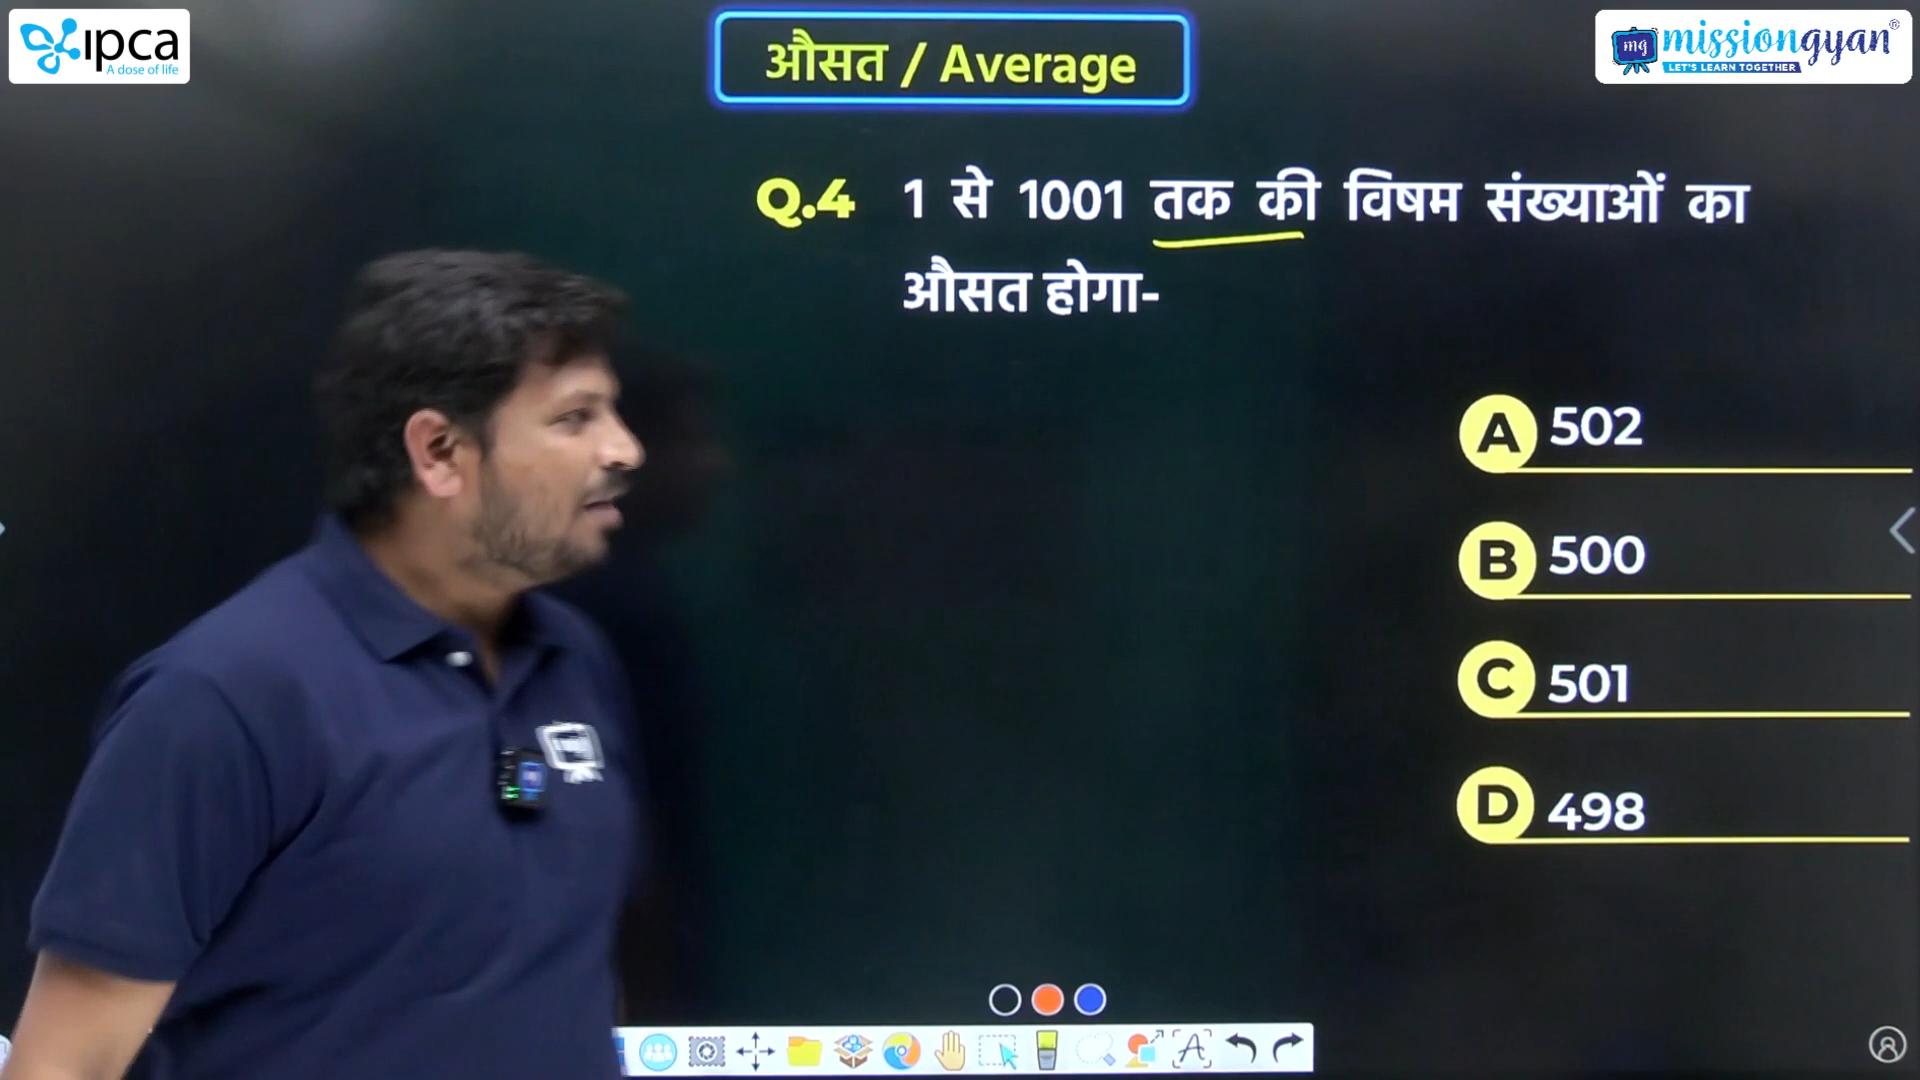 ipca
A dose of life
औसत / Average
mg missiongyan®
LET'S LEARN TOGETHER
Q.4 1 से 1001 तक की विषम संख्याओं का
औसत होगा-
A 502
B 500
C 501
D 498